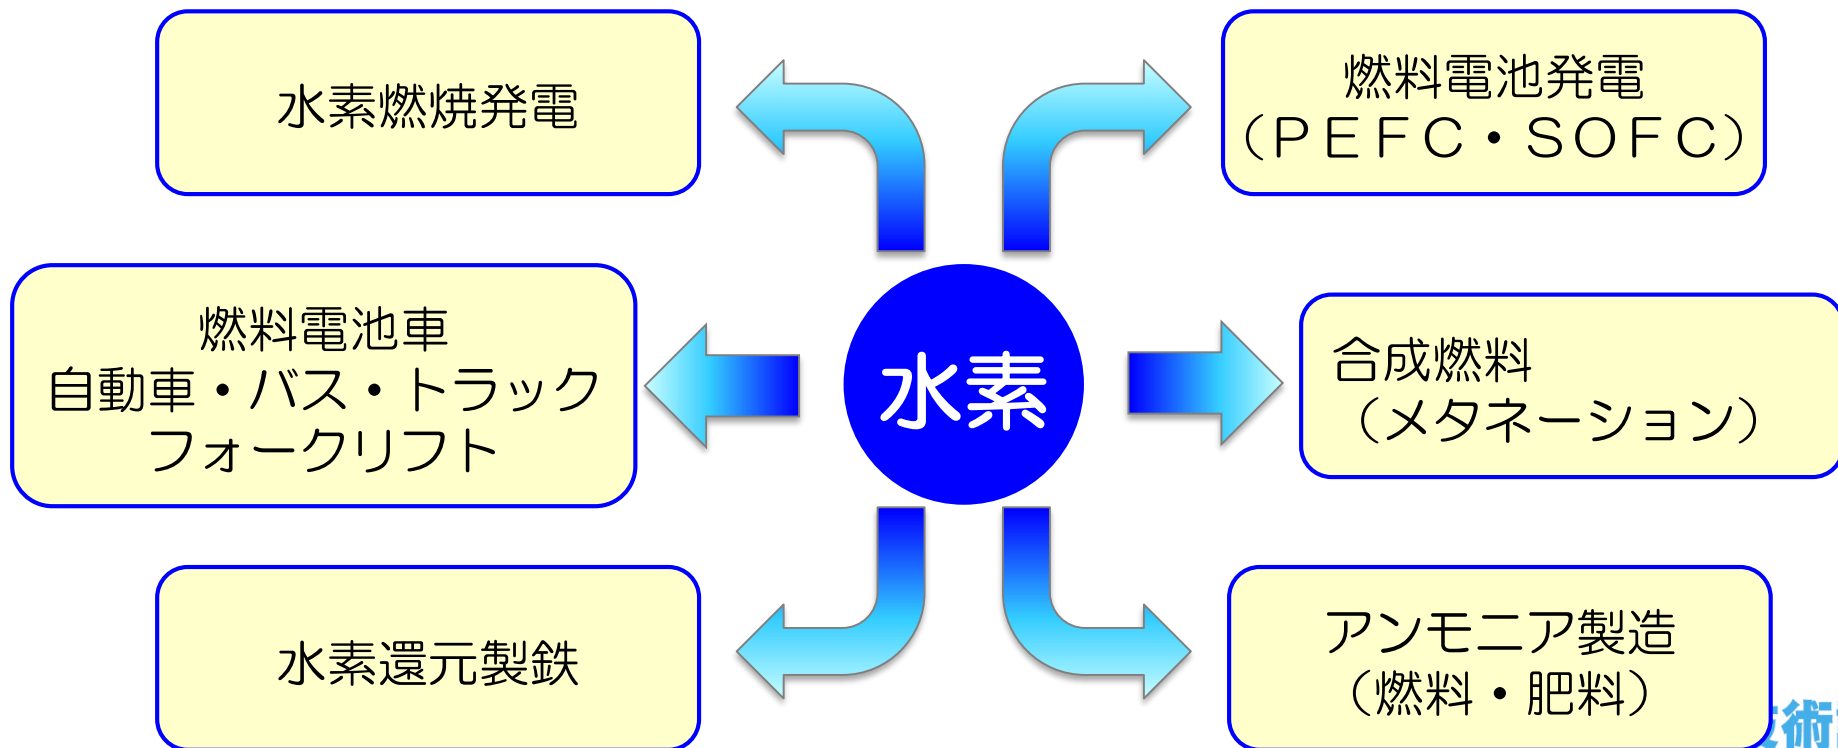 水素燃焼発電
燃料電池発電
（ＰＥＦＣ・ＳＯＦＣ）
燃料電池車
自動車・バス・トラック
フォークリフト
水素
合成燃料
（メタネーション）
水素還元製鉄
アンモニア製造
（燃料・肥料）
術